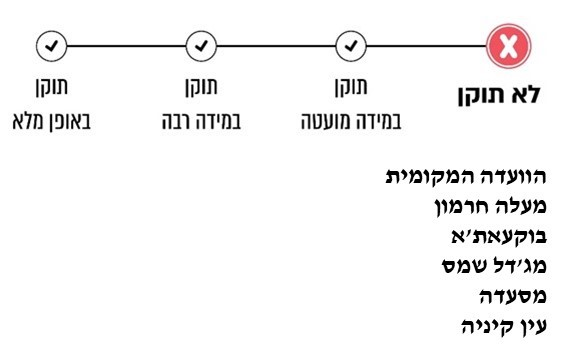 לא תוקן
תוקן
במידה מועטה
תוקן
במידה רבה
תוקן
באופן מלא
הוועדה המקומית
מעלה חרמון
בוקעאת'א
מג'דל שמס
מסעדה
עין קיניה